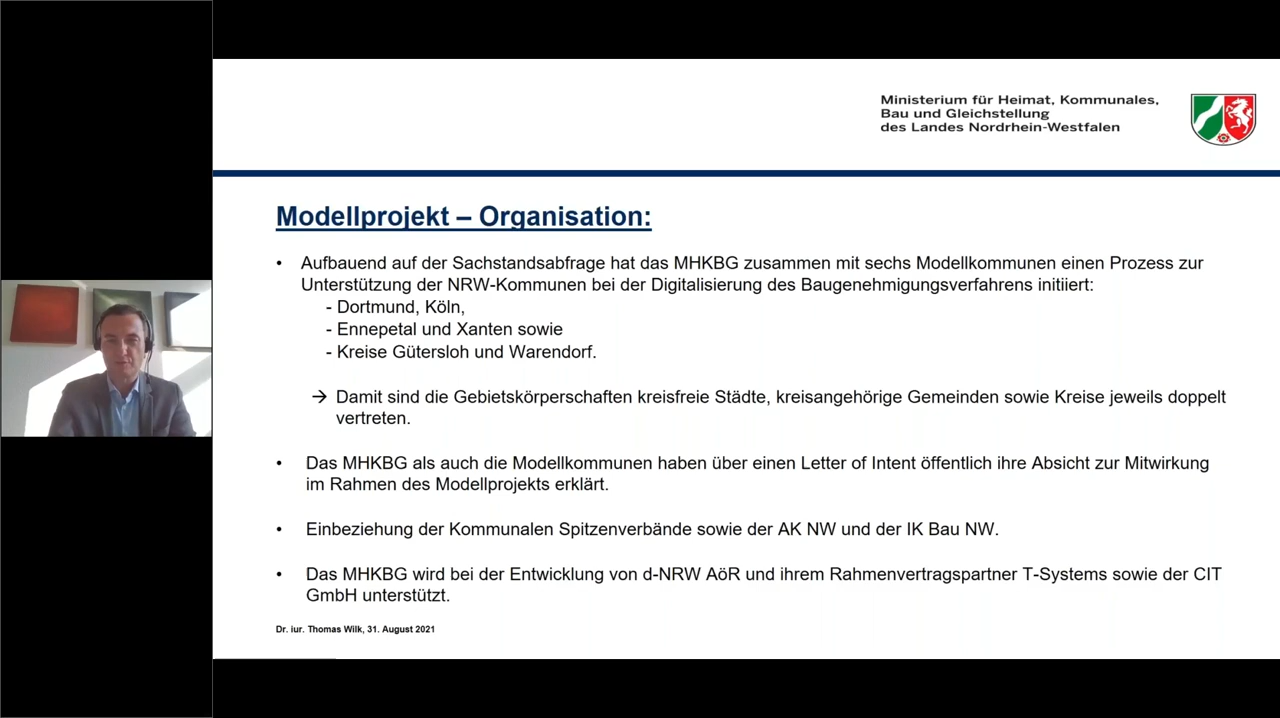 Ministerium für Heimat, Kommunales,
Bau und Gleichstellung
des Landes Nordrhein-Westfalen
Modellprojekt – Organisation:
• Aufbauend auf der Sachstandsabfrage hat das MHKBG zusammen mit sechs Modellkommunen einen Prozess zur
Unterstützung der NRW-Kommunen bei der Digitalisierung des Baugenehmigungsverfahrens initiiert:
- Dortmund, Köln,
- Ennepetal und Xanten sowie
- Kreise Gütersloh und Warendorf.
→ Damit sind die Gebietskörperschaften kreisfreie Städte, kreisangehörige Gemeinden sowie Kreise jeweils doppelt
vertreten.
• Das MHKBG als auch die Modellkommunen haben über einen Letter of Intent öffentlich ihre Absicht zur Mitwirkung
im Rahmen des Modellprojekts erklärt.
• Einbeziehung der Kommunalen Spitzenverbände sowie der AK NW und der IK Bau NW.
• Das MHKBG wird bei der Entwicklung von d-NRW AöR und ihrem Rahmenvertragspartner T-Systems sowie der CIT
GmbH unterstützt.
Dr. iur. Thomas Wilk, 31. August 2021